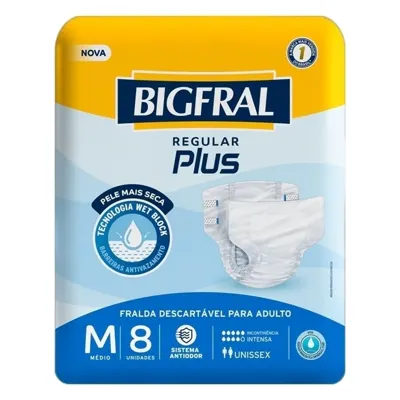 NOVA
1
BIGFRAL
REGULAR
Plus
PELE MAIS SECA
TECNOLOGIA WET BLOCK
BARREIRAS ANTIVAZAMENTO
FRALDA DESCARTÁVEL PARA ADULTO
M 8
MÉDIO UNIDADES
SISTEMA
ANTIODOR
INCONTINÊNCIA
INTENSA
UNISSEX